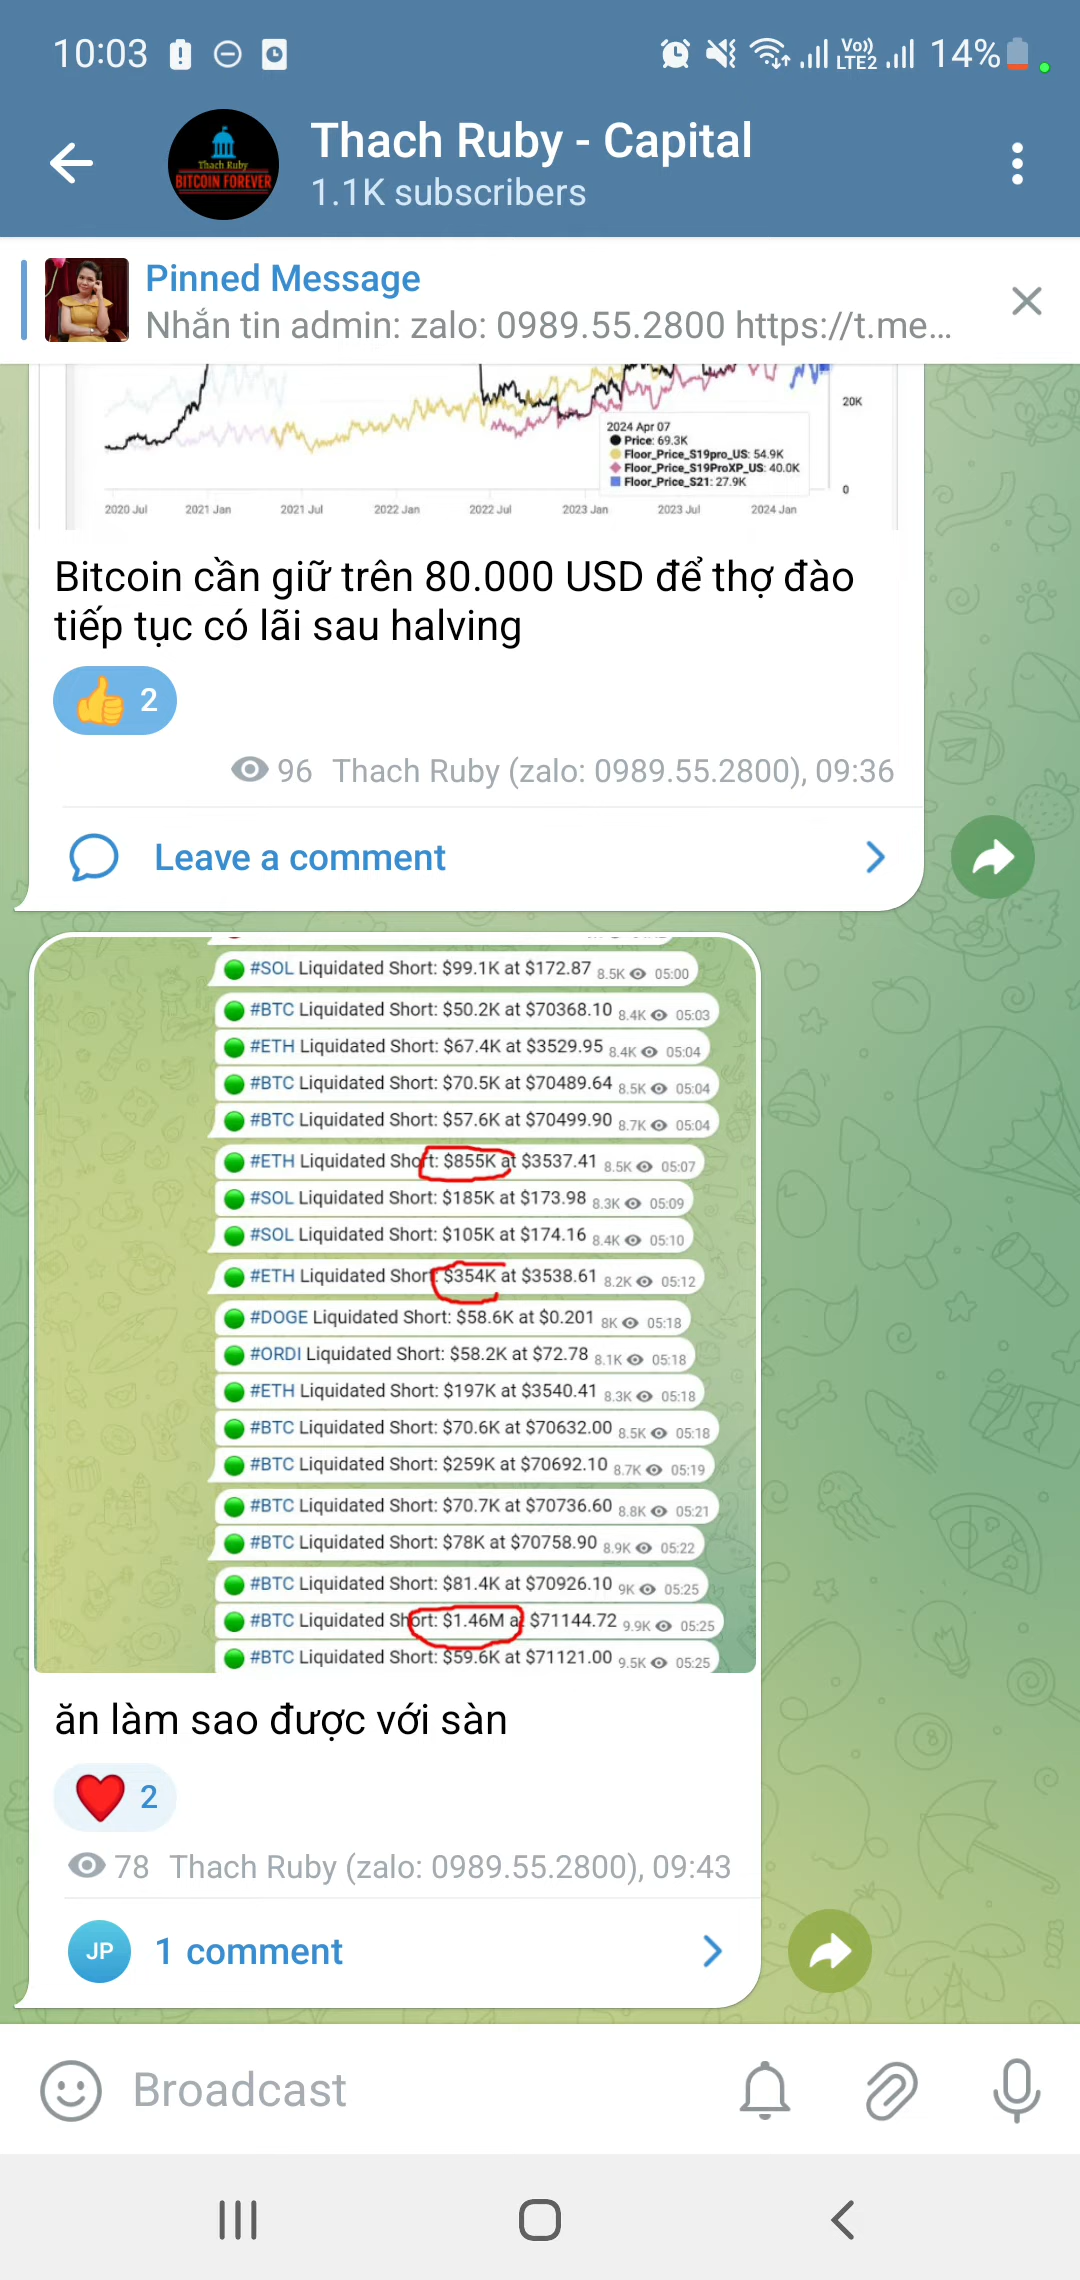 10:03
Vo)) LTE2 14%
Thach Ruby - Capital
1.1K subscribers
Thach Ruby
BITCOIN FOREVER
Pinned Message
Nhắn tin admin: zalo: 0989.55.2800 https://t.me...
20K
2024 Apr 07
Price: 69.3K
Floor_Price_S19pro_US: 54.9K
Floor_Price_S19ProXP_US: 40.0K
Floor_Price_S21: 27.9K
0
2020 Jul 2021 Jan 2021 Jul 2022 Jan 2022 Jul 2023 Jan 2023 Jul 2024 Jan
Bitcoin cần giữ trên 80.000 USD để thợ đào
tiếp tục có lãi sau halving
2
96 Thach Ruby (zalo: 0989.55.2800), 09:36
Leave a comment
#SOL Liquidated Short: $99.1K at $172.87 8.5K 05:00
#BTC Liquidated Short: $50.2K at $70368.10 8.4K 05:03
#ETH Liquidated Short: $67.4K at $3529.95 8.4K 05:04
#BTC Liquidated Short: $70.5K at $70489.64 8.5K 05:04
#BTC Liquidated Short: $57.6K at $70499.90 8.7K 05:04
#ETH Liquidated Short: $855K at $3537.41 8.5K 05:07
#SOL Liquidated Short: $185K at $173.98 8.3K 05:09
#SOL Liquidated Short: $105K at $174.16 8.4K 05:10
#ETH Liquidated Short: $354K at $3538.61 8.2K 05:12
#DOGE Liquidated Short: $58.6K at $0.201 8K 05:18
#ORDI Liquidated Short: $58.2K at $72.78 8.1K 05:18
#ETH Liquidated Short: $197K at $3540.41 8.3K 05:18
#BTC Liquidated Short: $70.6K at $70632.00 8.5K 05:18
#BTC Liquidated Short: $259K at $70692.10 8.7K 05:19
#BTC Liquidated Short: $70.7K at $70736.60 8.8K 05:21
#BTC Liquidated Short: $78K at $70758.90 8.9K 05:22
#BTC Liquidated Short: $81.4K at $70926.10 9K 05:25
#BTC Liquidated Short: $1.46M at $71144.72 9.9K 05:25
#BTC Liquidated Short: $59.6K at $71121.00 9.5K 05:25
ăn làm sao được với sàn
2
78 Thach Ruby (zalo: 0989.55.2800), 09:43
JP 1 comment
Broadcast